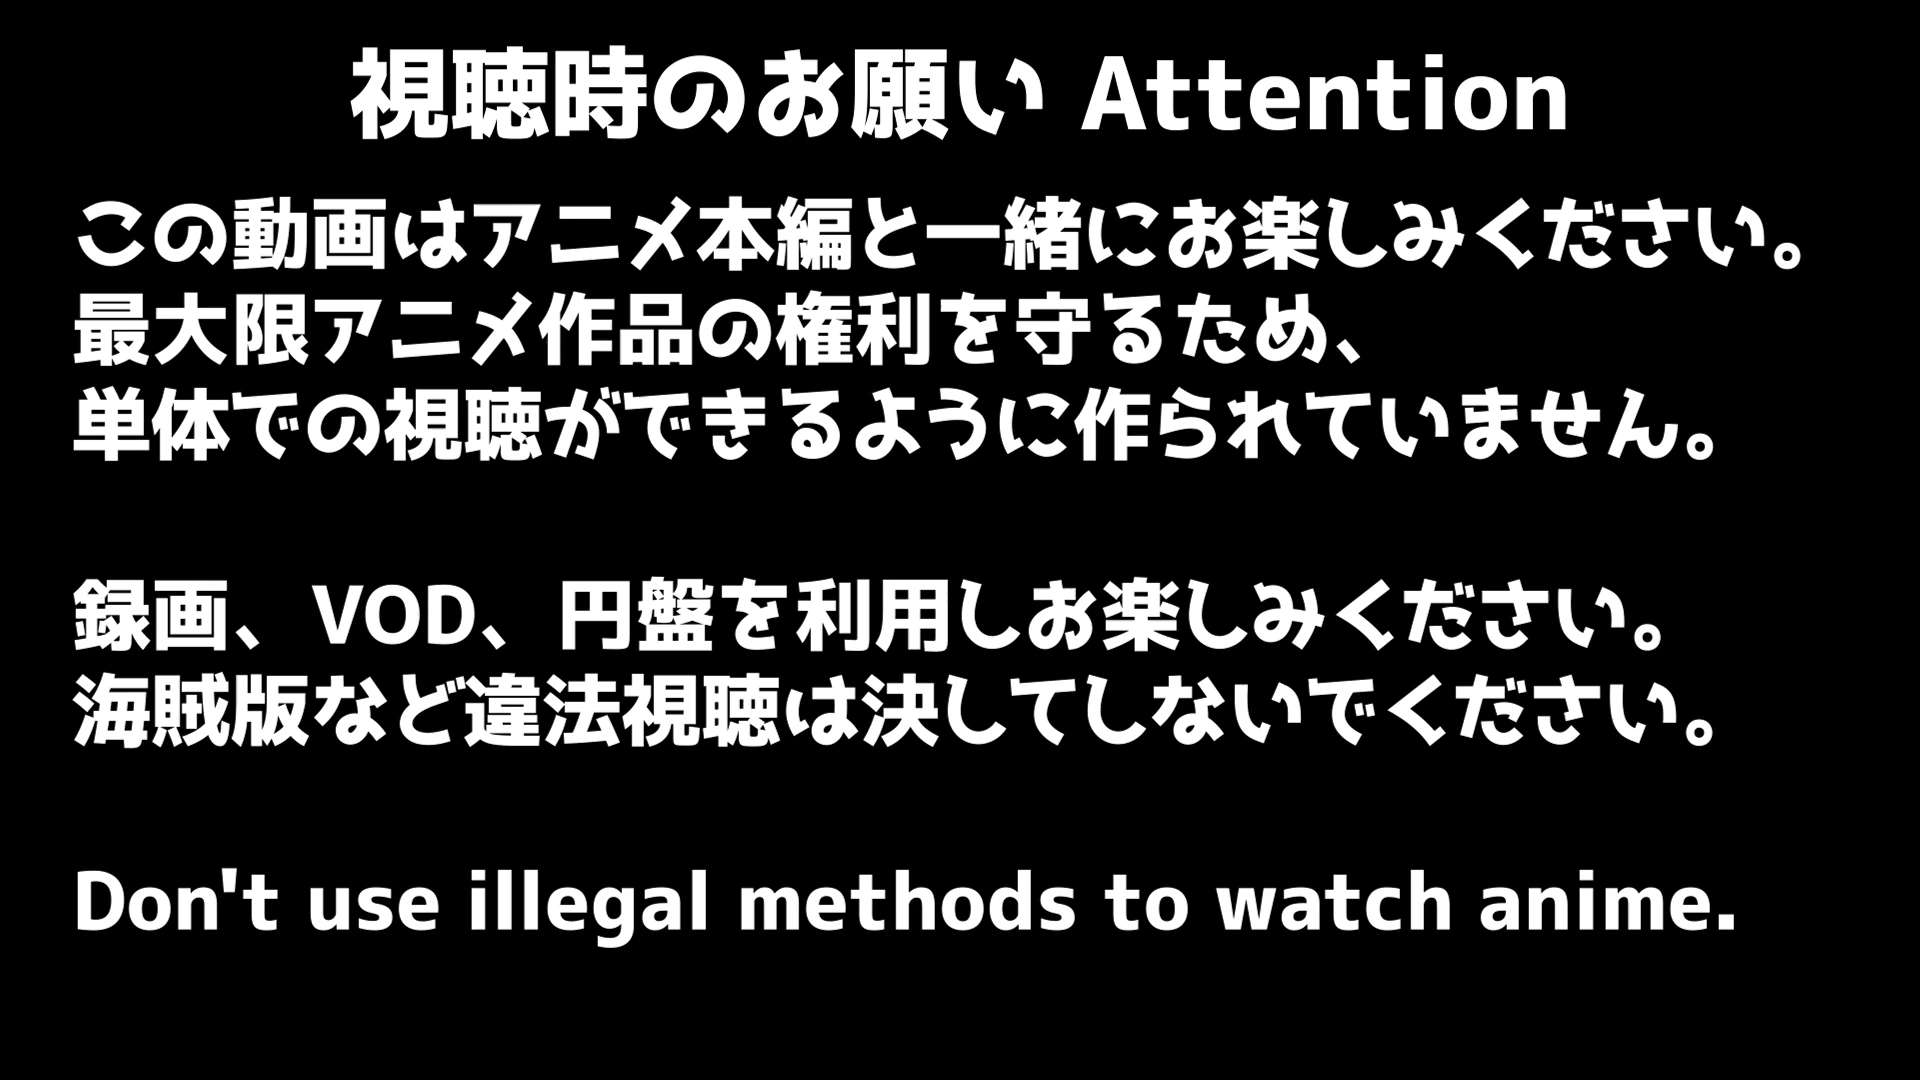 視聴時のお願い Attention
この動画はアニメ本編と一緒にお楽しみください。
最大限アニメ作品の権利を守るため、
単体での視聴ができるように作られていません。
録画、VOD、円盤を利用しお楽しみください。
海賊版など違法視聴は決してしないでください。
Don't use illegal methods to watch anime.